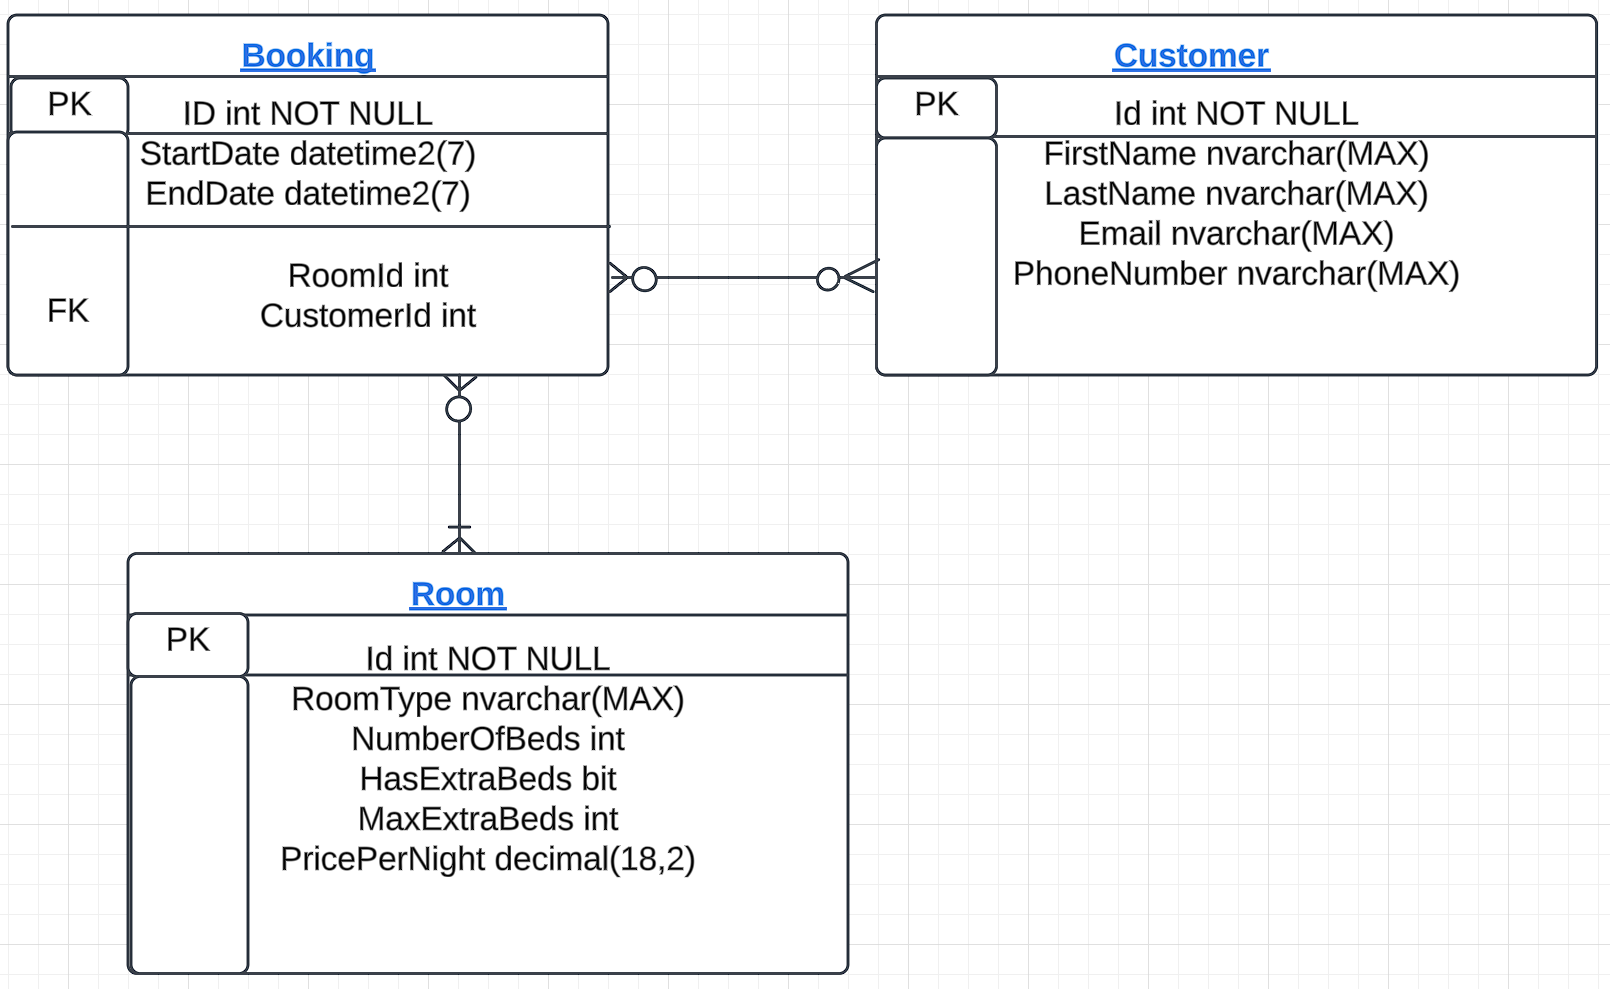 Booking
PK
ID int NOT NULL
StartDate datetime2(7)
EndDate datetime2(7)
FK
RoomId int
CustomerId int
Customer
PK
Id int NOT NULL
FirstName nvarchar(MAX)
LastName nvarchar(MAX)
Email nvarchar(MAX)
PhoneNumber nvarchar(MAX)
Room
PK
Id int NOT NULL
RoomType nvarchar(MAX)
NumberOfBeds int
HasExtraBeds bit
MaxExtraBeds int
PricePerNight decimal(18,2)